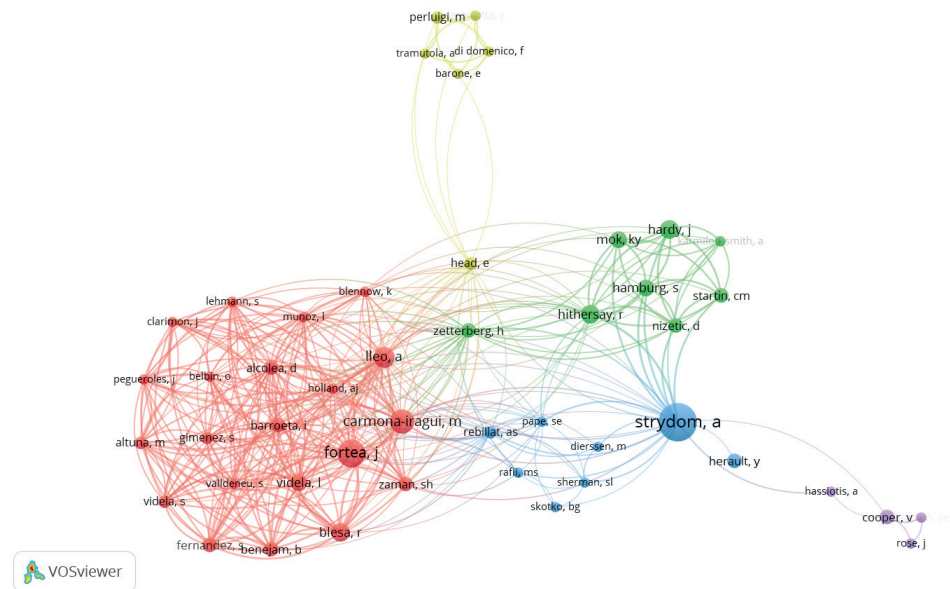 perluigi, m
tramutola, a
di domenico, f
barone, e
hardy, j
mok, ky
karmiloff-smith, a
head, e
blennow, k
hamburg, s
startin, cm
lehmann, s
hithersay, r
clarimon, j
munoz, l
zetterberg, h
nizetic, d
lleo, a
alcolea, d
belbin, o
pegueroles, j
holland, aj
carmona-iragui, m
pape, se
strydom, a
barroeta, i
rebillat, as
gimenez, s
altuna, m
dierssen, m
fortea, j
herault, y
rafii, ms
sherman, sl
valldeneu, s
videla, l
zaman, sh
hassiotis, a
videla, s
skotko, bg
cooper, v
blesa, r
fernandez, s
benejam, b
rose, j
VOSviewer